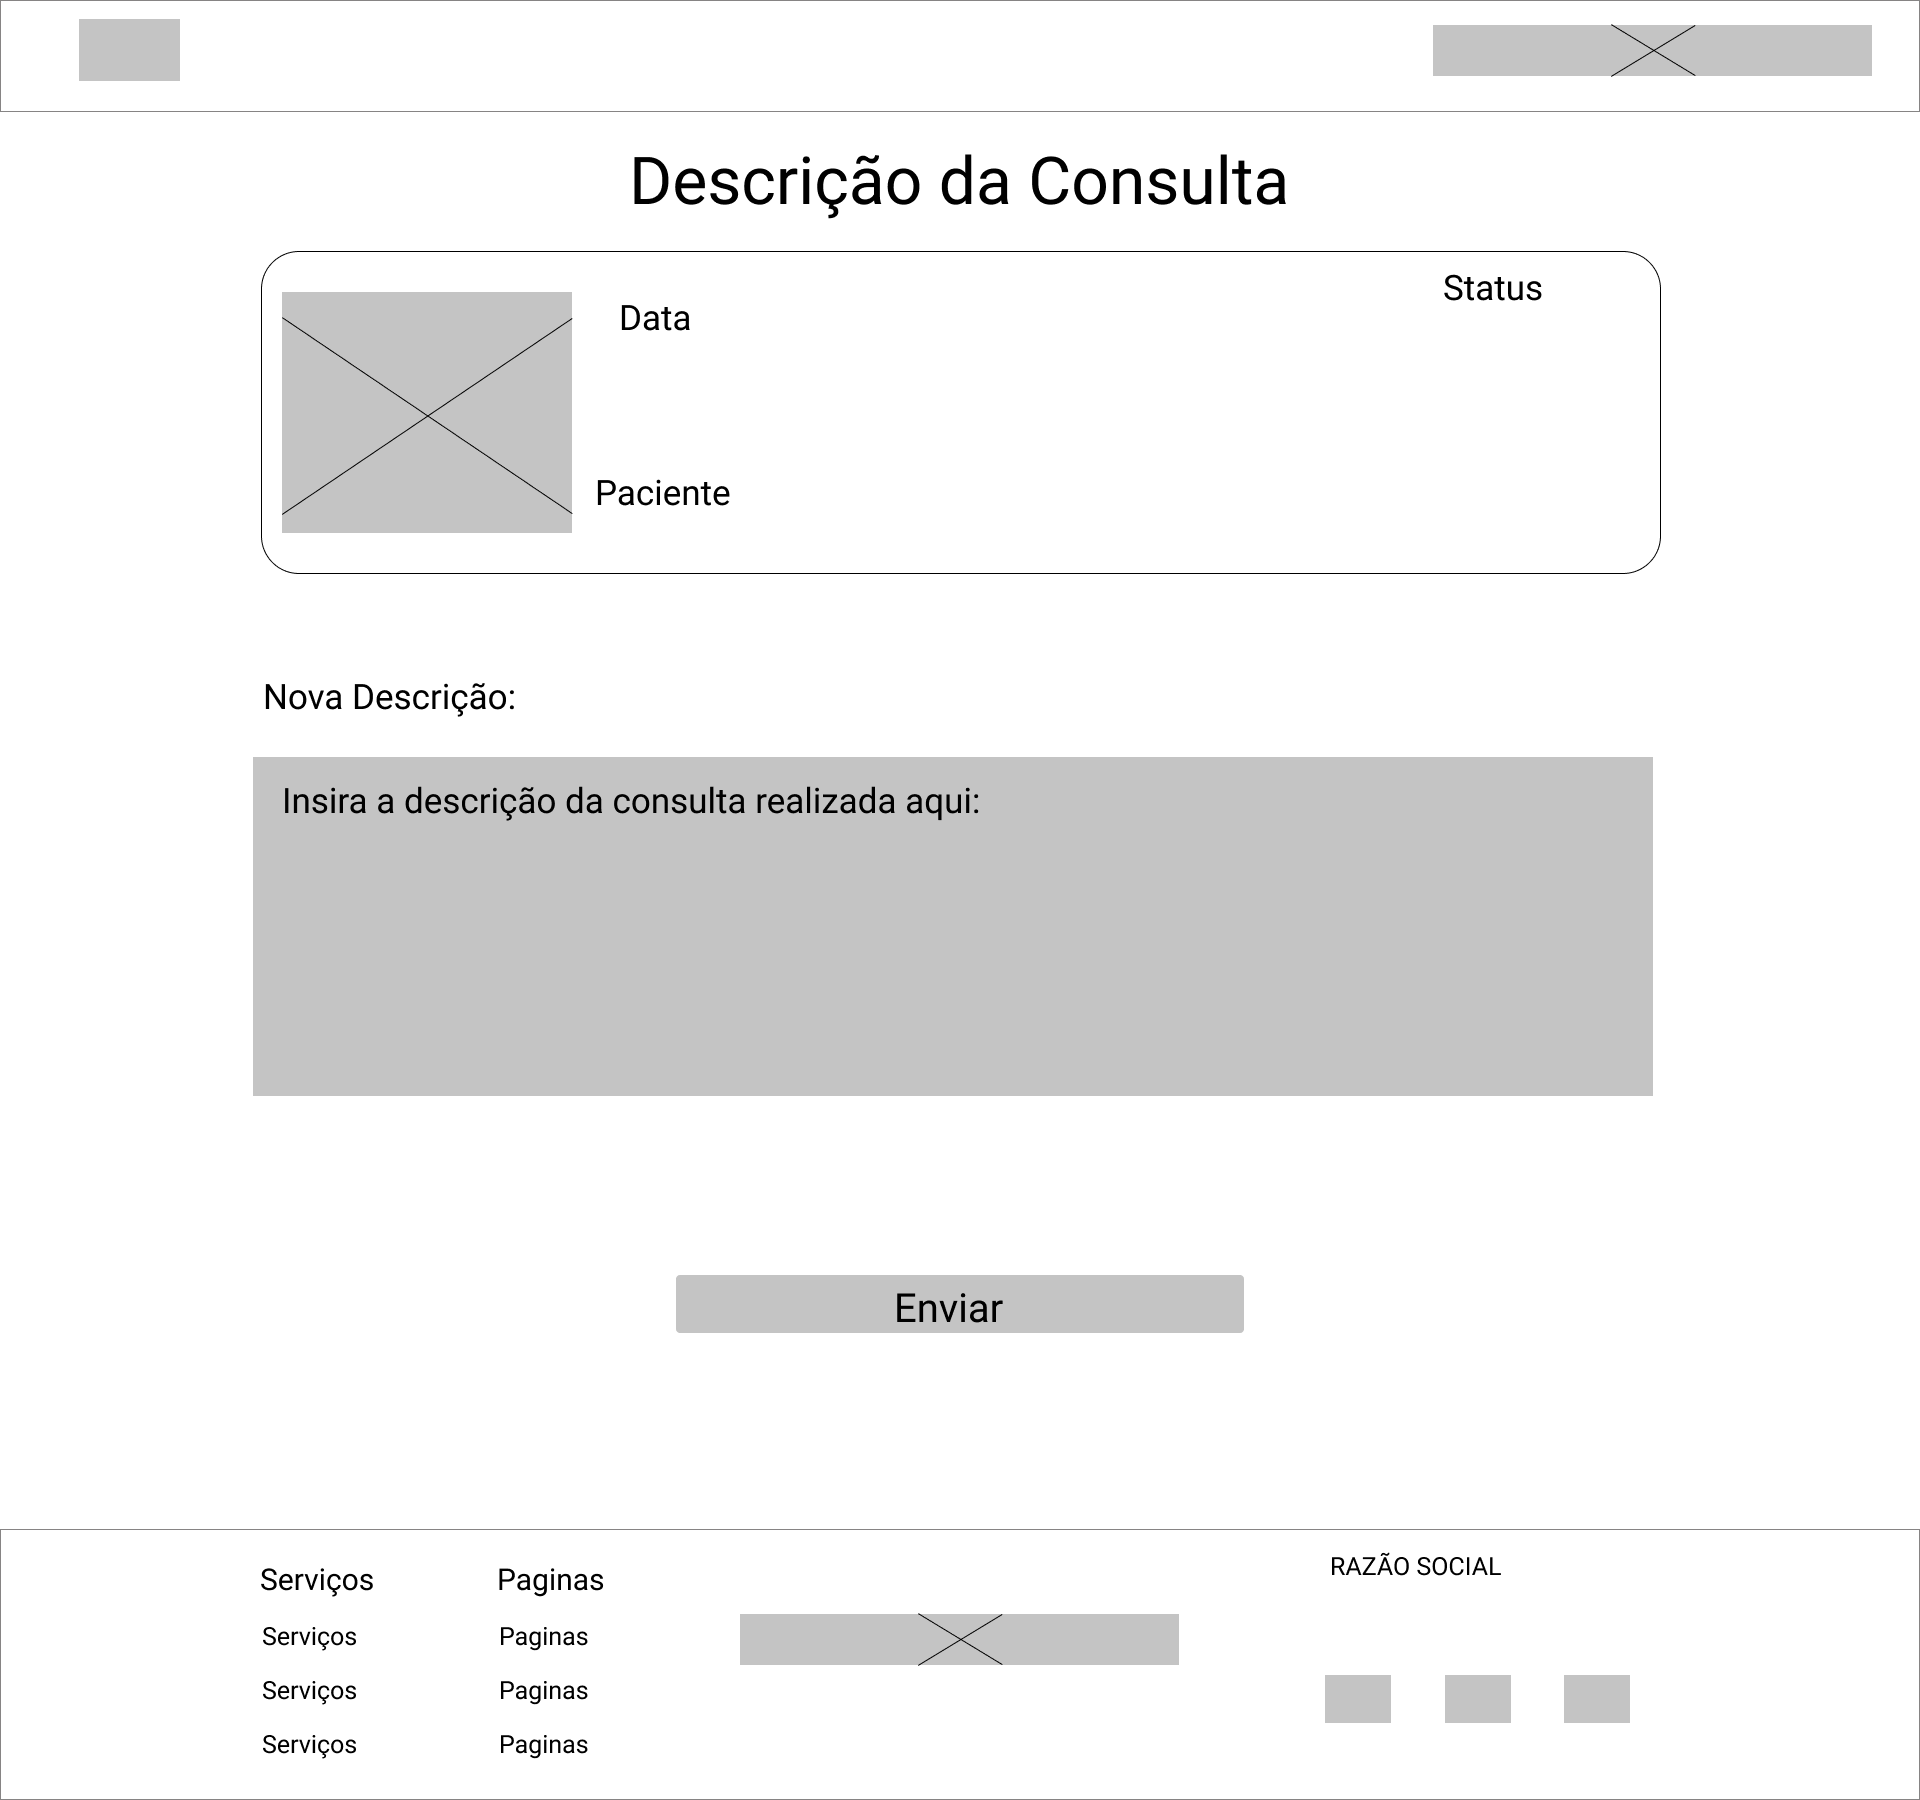 Descrição da Consulta
Status
Data
Paciente
Nova Descrição:
Insira a descrição da consulta realizada aqui:
Enviar
Serviços
Serviços
Serviços
Serviços
Paginas
Paginas
Paginas
Paginas
RAZÃO SOCIAL